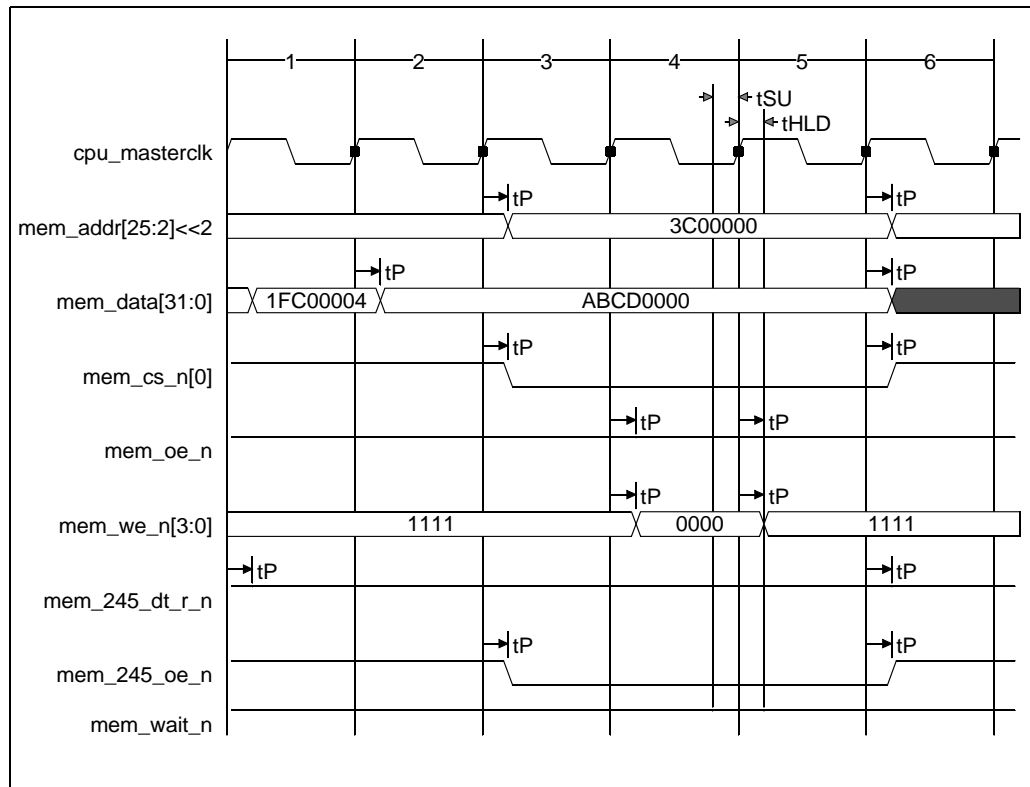 1 2 3 4 5 6
tSU
tHLD
cpu_masterclk
tP tP
mem_addr[25:2]<<2 3C00000
tP tP
mem_data[31:0] 1FC00004 ABCD0000
tP tP
mem_cs_n[0]
tP tP
mem_oe_n
tP tP
mem_we_n[3:0] 1111 0000 1111
tP tP
mem_245_dt_r_n
tP tP
mem_245_oe_n
mem_wait_n